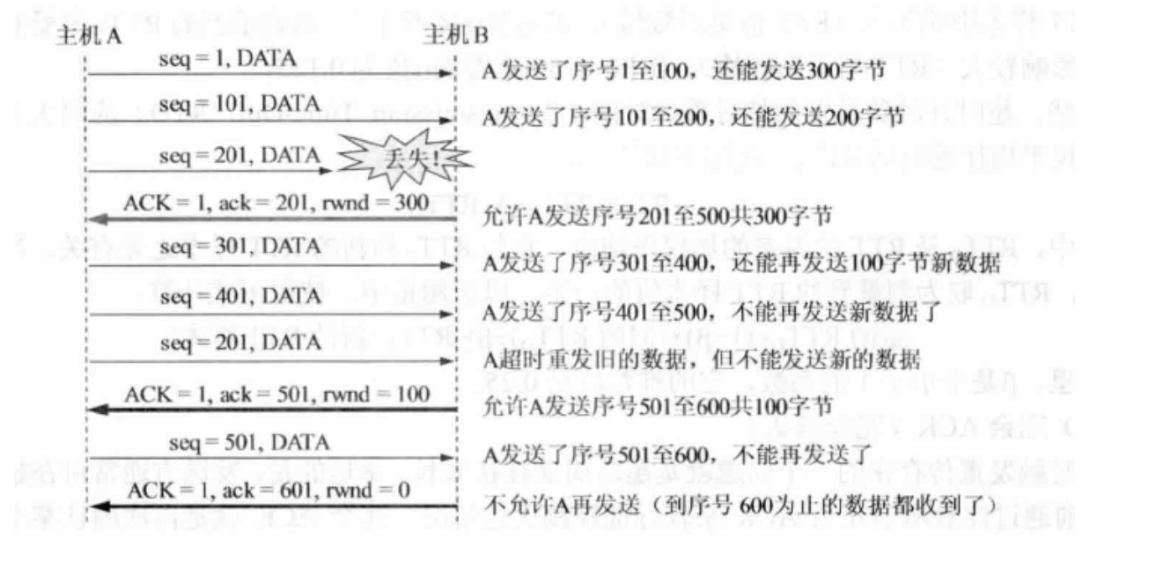 主机A 主机B
seq = 1, DATA
A发送了序号1至100，还能发送300字节
seq = 101, DATA
A发送了序号101至200，还能发送200字节
seq = 201, DATA 丢失！
ACK = 1, ack = 201, rwnd = 300
允许A发送序号201至500共300字节
seq = 301, DATA
A发送了序号301至400，还能再发送100字节新数据
seq = 401, DATA
A发送了序号401至500，不能再发送新数据了
seq = 201, DATA
A超时重发旧的数据，但不能发送新的数据
ACK = 1, ack = 501, rwnd = 100
允许A发送序号501至600共100字节
seq = 501, DATA
A发送了序号501至600，不能再发送了
ACK = 1, ack = 601, rwnd = 0
不允许A再发送（到序号600为止的数据都收到了）